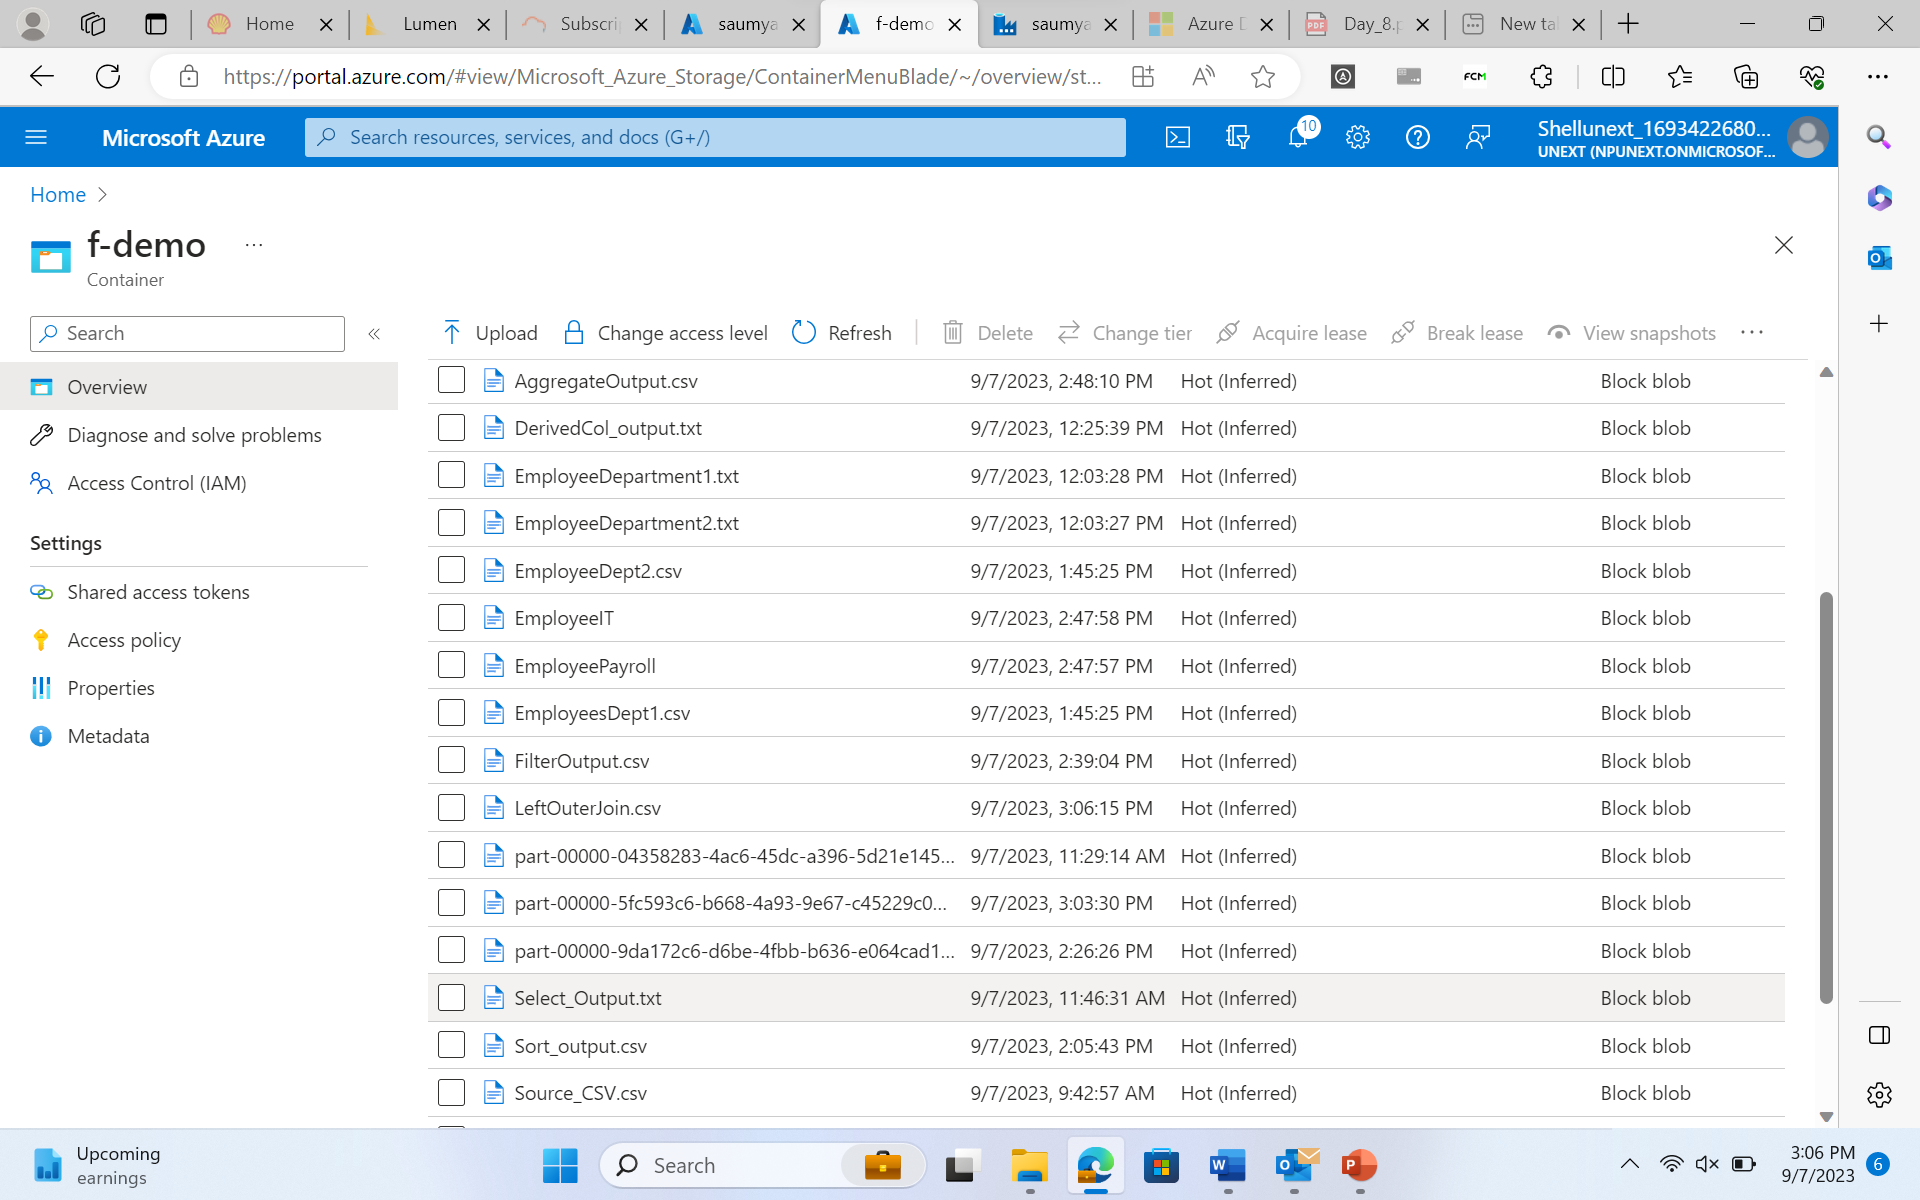 Home
Lumen
Subscrip
saumya
f-demo
saumya
Azure D
Day_8.p
New tab
https://portal.azure.com/#view/Microsoft_Azure_Storage/ContainerMenuBlade/~/overview/st...
FCM
Microsoft Azure
Search resources, services, and docs (G+/)
10
Shellunext_1693422680...
UNEXT (NPUNEXT.ONMICROSOF...
Home
f-demo
...
Container
Search
«
Upload
Change access level
Refresh
Delete
Change tier
Acquire lease
Break lease
View snapshots
...
Overview
Diagnose and solve problems
Access Control (IAM)
Settings
Shared access tokens
Access policy
Properties
Metadata
AggregateOutput.csv 9/7/2023, 2:48:10 PM Hot (Inferred) Block blob
DerivedCol_output.txt 9/7/2023, 12:25:39 PM Hot (Inferred) Block blob
EmployeeDepartment1.txt 9/7/2023, 12:03:28 PM Hot (Inferred) Block blob
EmployeeDepartment2.txt 9/7/2023, 12:03:27 PM Hot (Inferred) Block blob
EmployeeDept2.csv 9/7/2023, 1:45:25 PM Hot (Inferred) Block blob
EmployeeIT 9/7/2023, 2:47:58 PM Hot (Inferred) Block blob
EmployeePayroll 9/7/2023, 2:47:57 PM Hot (Inferred) Block blob
EmployeesDept1.csv 9/7/2023, 1:45:25 PM Hot (Inferred) Block blob
FilterOutput.csv 9/7/2023, 2:39:04 PM Hot (Inferred) Block blob
LeftOuterJoin.csv 9/7/2023, 3:06:15 PM Hot (Inferred) Block blob
part-00000-04358283-4ac6-45dc-a396-5d21e145... 9/7/2023, 11:29:14 AM Hot (Inferred) Block blob
part-00000-5fc593c6-b668-4a93-9e67-c45229c0... 9/7/2023, 3:03:30 PM Hot (Inferred) Block blob
part-00000-9da172c6-d6be-4fbb-b636-e064cad1... 9/7/2023, 2:26:26 PM Hot (Inferred) Block blob
Select_Output.txt 9/7/2023, 11:46:31 AM Hot (Inferred) Block blob
Sort_output.csv 9/7/2023, 2:05:43 PM Hot (Inferred) Block blob
Source_CSV.csv 9/7/2023, 9:42:57 AM Hot (Inferred) Block blob
Upcoming
earnings
Search
3:06 PM
9/7/2023
6